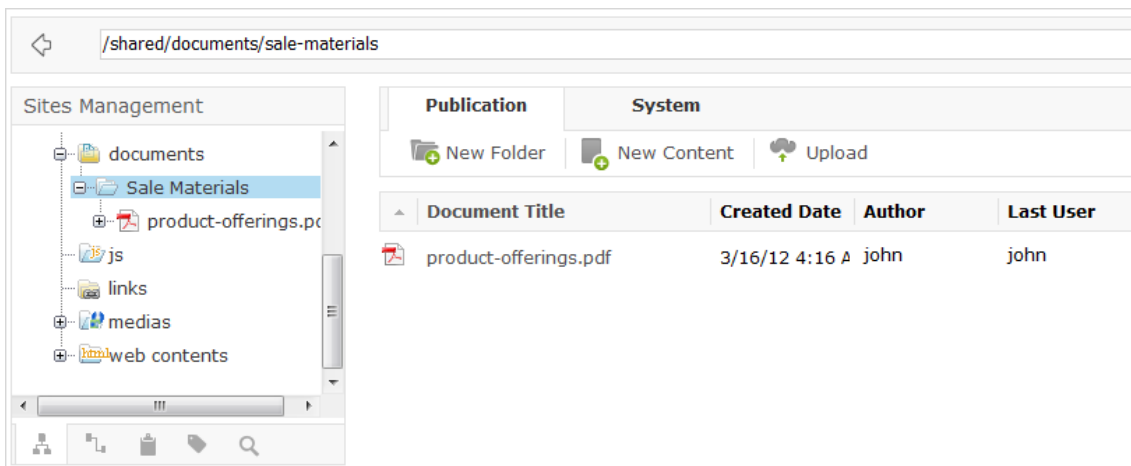 /shared/documents/sale-materials
Sites Management
documents
Sale Materials
product-offerings.pd
js
links
medias
web contents
Publication System
New Folder New Content Upload
Document Title Created Date Author Last User
product-offerings.pdf 3/16/12 4:16 A john john